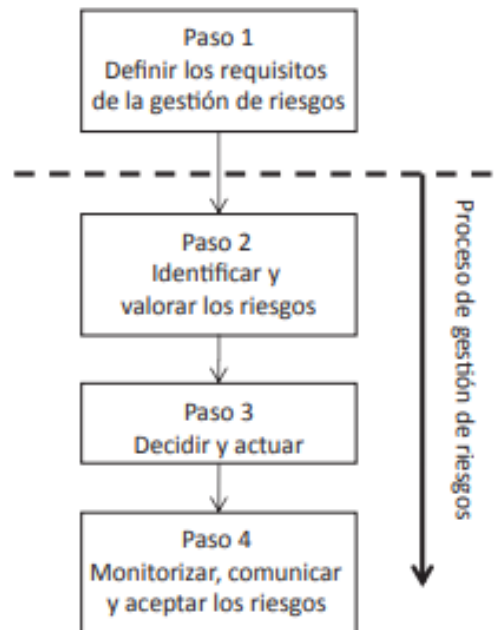 Paso 1
Definir los requisitos
de la gestión de riesgos
Paso 2
Identificar y
valorar los riesgos
Paso 3
Decidir y actuar
Paso 4
Monitorizar, comunicar
y aceptar los riesgos
Proceso de gestión de riesgos